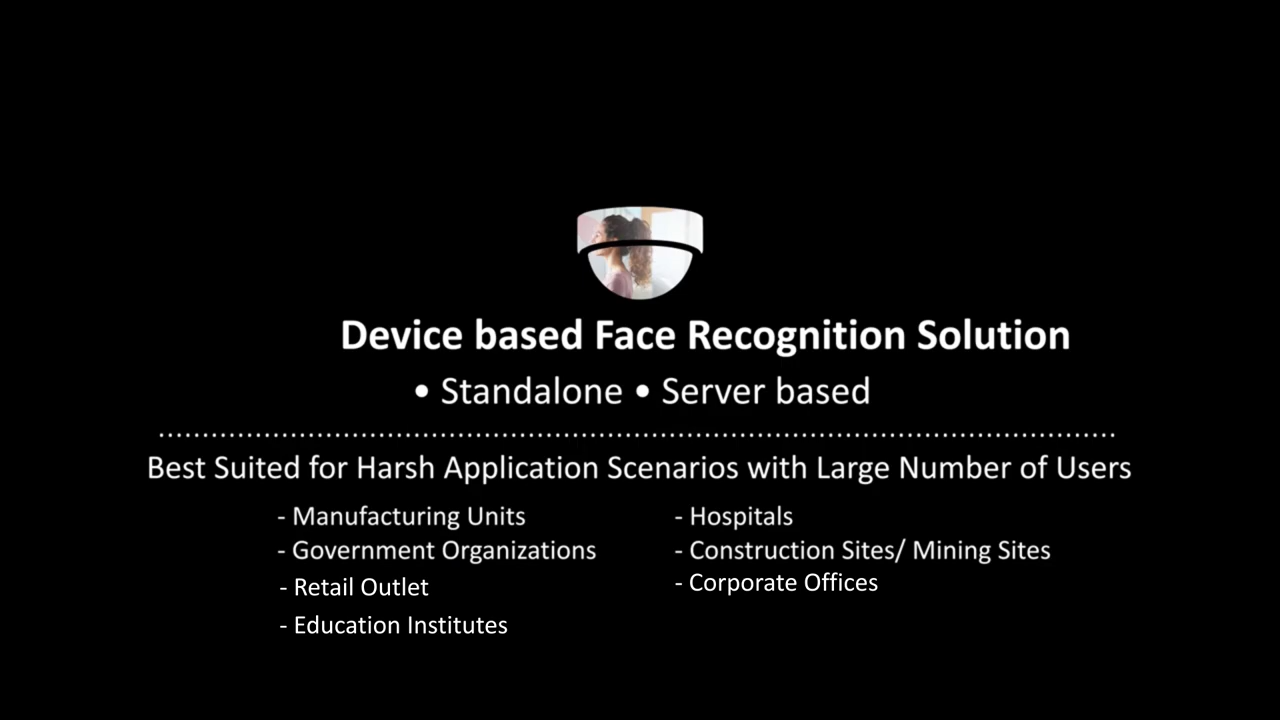 Device based Face Recognition Solution
• Standalone • Server based
Best Suited for Harsh Application Scenarios with Large Number of Users
- Manufacturing Units
- Government Organizations
- Retail Outlet
- Education Institutes
- Hospitals
- Construction Sites/ Mining Sites
- Corporate Offices